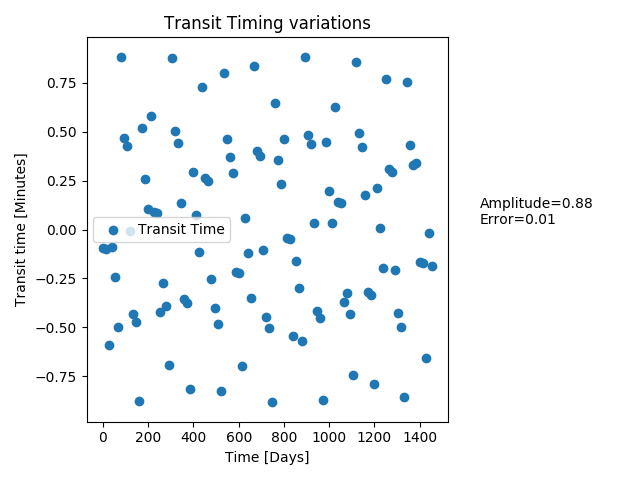 Transit Timing variations
Transit time [Minutes]
0.75
0.50
0.25
0.00
−0.25
−0.50
−0.75
Transit Time
Amplitude=0.88
Error=0.01
0 200 400 600 800 1000 1200 1400
Time [Days]